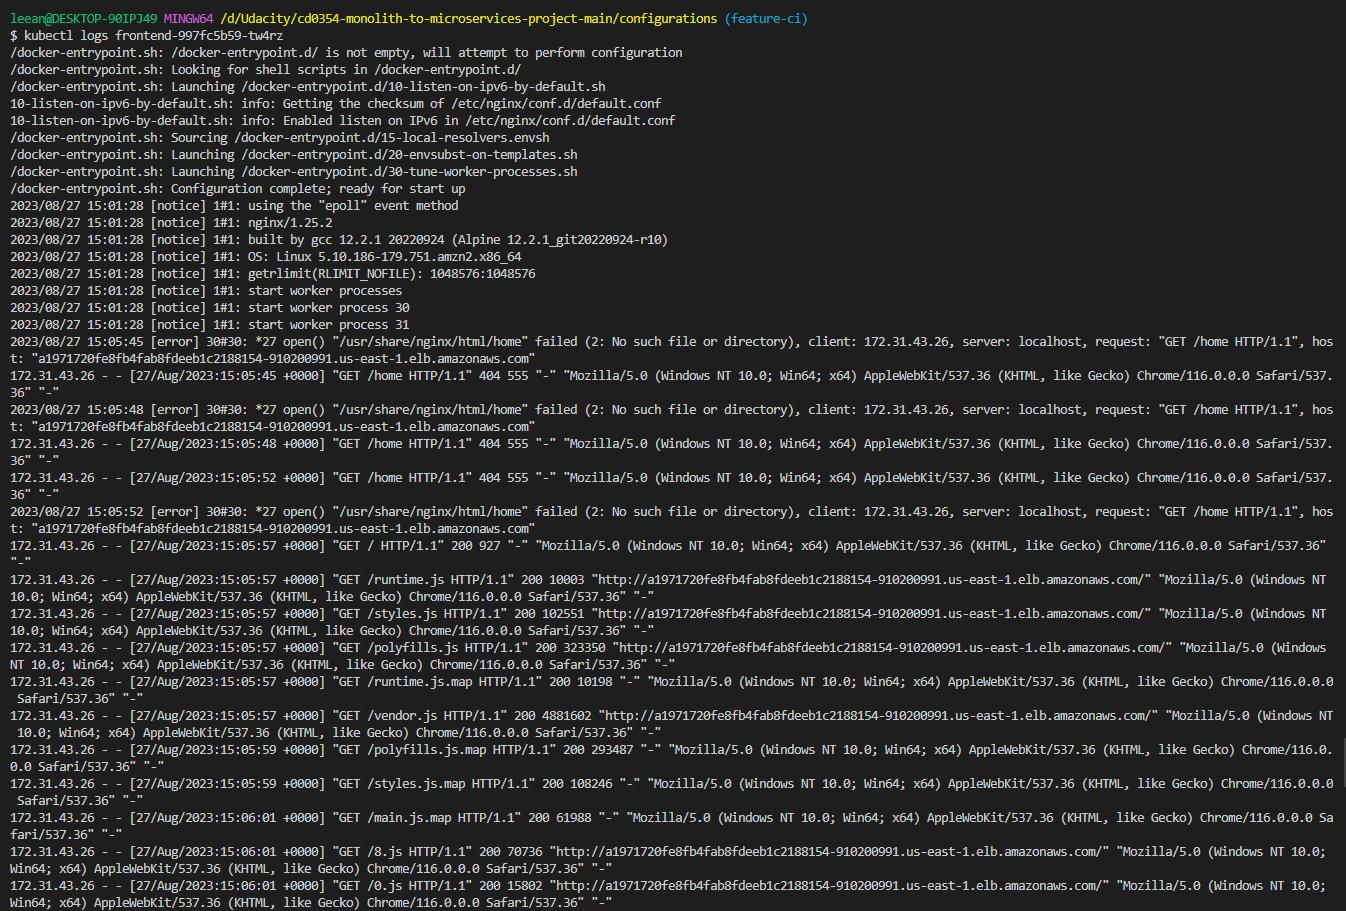 leean@DESKTOP-90IPJ49 MINGW64 /d/Udacity/cd0354-monolith-to-microservices-project-main/configurations (feature-ci)
$ kubectl logs frontend-997fc5b59-tw4rz
/docker-entrypoint.sh: /docker-entrypoint.d/ is not empty, will attempt to perform configuration
/docker-entrypoint.sh: Looking for shell scripts in /docker-entrypoint.d/
/docker-entrypoint.sh: Launching /docker-entrypoint.d/10-listen-on-ipv6-by-default.sh
10-listen-on-ipv6-by-default.sh: info: Getting the checksum of /etc/nginx/conf.d/default.conf
10-listen-on-ipv6-by-default.sh: info: Enabled listen on IPv6 in /etc/nginx/conf.d/default.conf
/docker-entrypoint.sh: Sourcing /docker-entrypoint.d/15-local-resolvers.envsh
/docker-entrypoint.sh: Launching /docker-entrypoint.d/20-envsubst-on-templates.sh
/docker-entrypoint.sh: Launching /docker-entrypoint.d/30-tune-worker-processes.sh
/docker-entrypoint.sh: Configuration complete; ready for start up
2023/08/27 15:01:28 [notice] 1#1: using the "epoll" event method
2023/08/27 15:01:28 [notice] 1#1: nginx/1.25.2
2023/08/27 15:01:28 [notice] 1#1: built by gcc 12.2.1 20220924 (Alpine 12.2.1_git20220924-r10)
2023/08/27 15:01:28 [notice] 1#1: OS: Linux 5.10.186-179.751.amzn2.x86_64
2023/08/27 15:01:28 [notice] 1#1: getrlimit(RLIMIT_NOFILE): 1048576:1048576
2023/08/27 15:01:28 [notice] 1#1: start worker processes
2023/08/27 15:01:28 [notice] 1#1: start worker process 30
2023/08/27 15:01:28 [notice] 1#1: start worker process 31
2023/08/27 15:05:45 [error] 30#30: *27 open() "/usr/share/nginx/html/home" failed (2: No such file or directory), client: 172.31.43.26, server: localhost, request: "GET /home HTTP/1.1", hos
t: "a1971720fe8fb4fab8fdeeb1c2188154-910200991.us-east-1.elb.amazonaws.com"
172.31.43.26 - - [27/Aug/2023:15:05:45 +0000] "GET /home HTTP/1.1" 404 555 "-" "Mozilla/5.0 (Windows NT 10.0; Win64; x64) AppleWebKit/537.36 (KHTML, like Gecko) Chrome/116.0.0.0 Safari/537.
36" "-"
2023/08/27 15:05:48 [error] 30#30: *27 open() "/usr/share/nginx/html/home" failed (2: No such file or directory), client: 172.31.43.26, server: localhost, request: "GET /home HTTP/1.1", hos
t: "a1971720fe8fb4fab8fdeeb1c2188154-910200991.us-east-1.elb.amazonaws.com"
172.31.43.26 - - [27/Aug/2023:15:05:48 +0000] "GET /home HTTP/1.1" 404 555 "-" "Mozilla/5.0 (Windows NT 10.0; Win64; x64) AppleWebKit/537.36 (KHTML, like Gecko) Chrome/116.0.0.0 Safari/537.
36" "-"
172.31.43.26 - - [27/Aug/2023:15:05:52 +0000] "GET /home HTTP/1.1" 404 555 "-" "Mozilla/5.0 (Windows NT 10.0; Win64; x64) AppleWebKit/537.36 (KHTML, like Gecko) Chrome/116.0.0.0 Safari/537.
36" "-"
2023/08/27 15:05:52 [error] 30#30: *27 open() "/usr/share/nginx/html/home" failed (2: No such file or directory), client: 172.31.43.26, server: localhost, request: "GET /home HTTP/1.1", hos
t: "a1971720fe8fb4fab8fdeeb1c2188154-910200991.us-east-1.elb.amazonaws.com"
172.31.43.26 - - [27/Aug/2023:15:05:57 +0000] "GET / HTTP/1.1" 200 927 "-" "Mozilla/5.0 (Windows NT 10.0; Win64; x64) AppleWebKit/537.36 (KHTML, like Gecko) Chrome/116.0.0.0 Safari/537.36"
"-"
172.31.43.26 - - [27/Aug/2023:15:05:57 +0000] "GET /runtime.js HTTP/1.1" 200 10003 "http://a1971720fe8fb4fab8fdeeb1c2188154-910200991.us-east-1.elb.amazonaws.com/" "Mozilla/5.0 (Windows NT
10.0; Win64; x64) AppleWebKit/537.36 (KHTML, like Gecko) Chrome/116.0.0.0 Safari/537.36" "-"
172.31.43.26 - - [27/Aug/2023:15:05:57 +0000] "GET /styles.js HTTP/1.1" 200 102551 "http://a1971720fe8fb4fab8fdeeb1c2188154-910200991.us-east-1.elb.amazonaws.com/" "Mozilla/5.0 (Windows NT
10.0; Win64; x64) AppleWebKit/537.36 (KHTML, like Gecko) Chrome/116.0.0.0 Safari/537.36" "-"
172.31.43.26 - - [27/Aug/2023:15:05:57 +0000] "GET /polyfills.js HTTP/1.1" 200 323350 "http://a1971720fe8fb4fab8fdeeb1c2188154-910200991.us-east-1.elb.amazonaws.com/" "Mozilla/5.0 (Windows
NT 10.0; Win64; x64) AppleWebKit/537.36 (KHTML, like Gecko) Chrome/116.0.0.0 Safari/537.36" "-"
172.31.43.26 - - [27/Aug/2023:15:05:57 +0000] "GET /runtime.js.map HTTP/1.1" 200 10198 "-" "Mozilla/5.0 (Windows NT 10.0; Win64; x64) AppleWebKit/537.36 (KHTML, like Gecko) Chrome/116.0.0.0
 Safari/537.36" "-"
172.31.43.26 - - [27/Aug/2023:15:05:57 +0000] "GET /vendor.js HTTP/1.1" 200 4881602 "http://a1971720fe8fb4fab8fdeeb1c2188154-910200991.us-east-1.elb.amazonaws.com/" "Mozilla/5.0 (Windows NT
 10.0; Win64; x64) AppleWebKit/537.36 (KHTML, like Gecko) Chrome/116.0.0.0 Safari/537.36" "-"
172.31.43.26 - - [27/Aug/2023:15:05:59 +0000] "GET /polyfills.js.map HTTP/1.1" 200 293487 "-" "Mozilla/5.0 (Windows NT 10.0; Win64; x64) AppleWebKit/537.36 (KHTML, like Gecko) Chrome/116.0.
0.0 Safari/537.36" "-"
172.31.43.26 - - [27/Aug/2023:15:05:59 +0000] "GET /styles.js.map HTTP/1.1" 200 108246 "-" "Mozilla/5.0 (Windows NT 10.0; Win64; x64) AppleWebKit/537.36 (KHTML, like Gecko) Chrome/116.0.0.0
 Safari/537.36" "-"
172.31.43.26 - - [27/Aug/2023:15:06:01 +0000] "GET /main.js.map HTTP/1.1" 200 61988 "-" "Mozilla/5.0 (Windows NT 10.0; Win64; x64) AppleWebKit/537.36 (KHTML, like Gecko) Chrome/116.0.0.0 Sa
fari/537.36" "-"
172.31.43.26 - - [27/Aug/2023:15:06:01 +0000] "GET /8.js HTTP/1.1" 200 70736 "http://a1971720fe8fb4fab8fdeeb1c2188154-910200991.us-east-1.elb.amazonaws.com/" "Mozilla/5.0 (Windows NT 10.0;
Win64; x64) AppleWebKit/537.36 (KHTML, like Gecko) Chrome/116.0.0.0 Safari/537.36" "-"
172.31.43.26 - - [27/Aug/2023:15:06:01 +0000] "GET /0.js HTTP/1.1" 200 15802 "http://a1971720fe8fb4fab8fdeeb1c2188154-910200991.us-east-1.elb.amazonaws.com/" "Mozilla/5.0 (Windows NT 10.0;
Win64; x64) AppleWebKit/537.36 (KHTML, like Gecko) Chrome/116.0.0.0 Safari/537.36" "-"